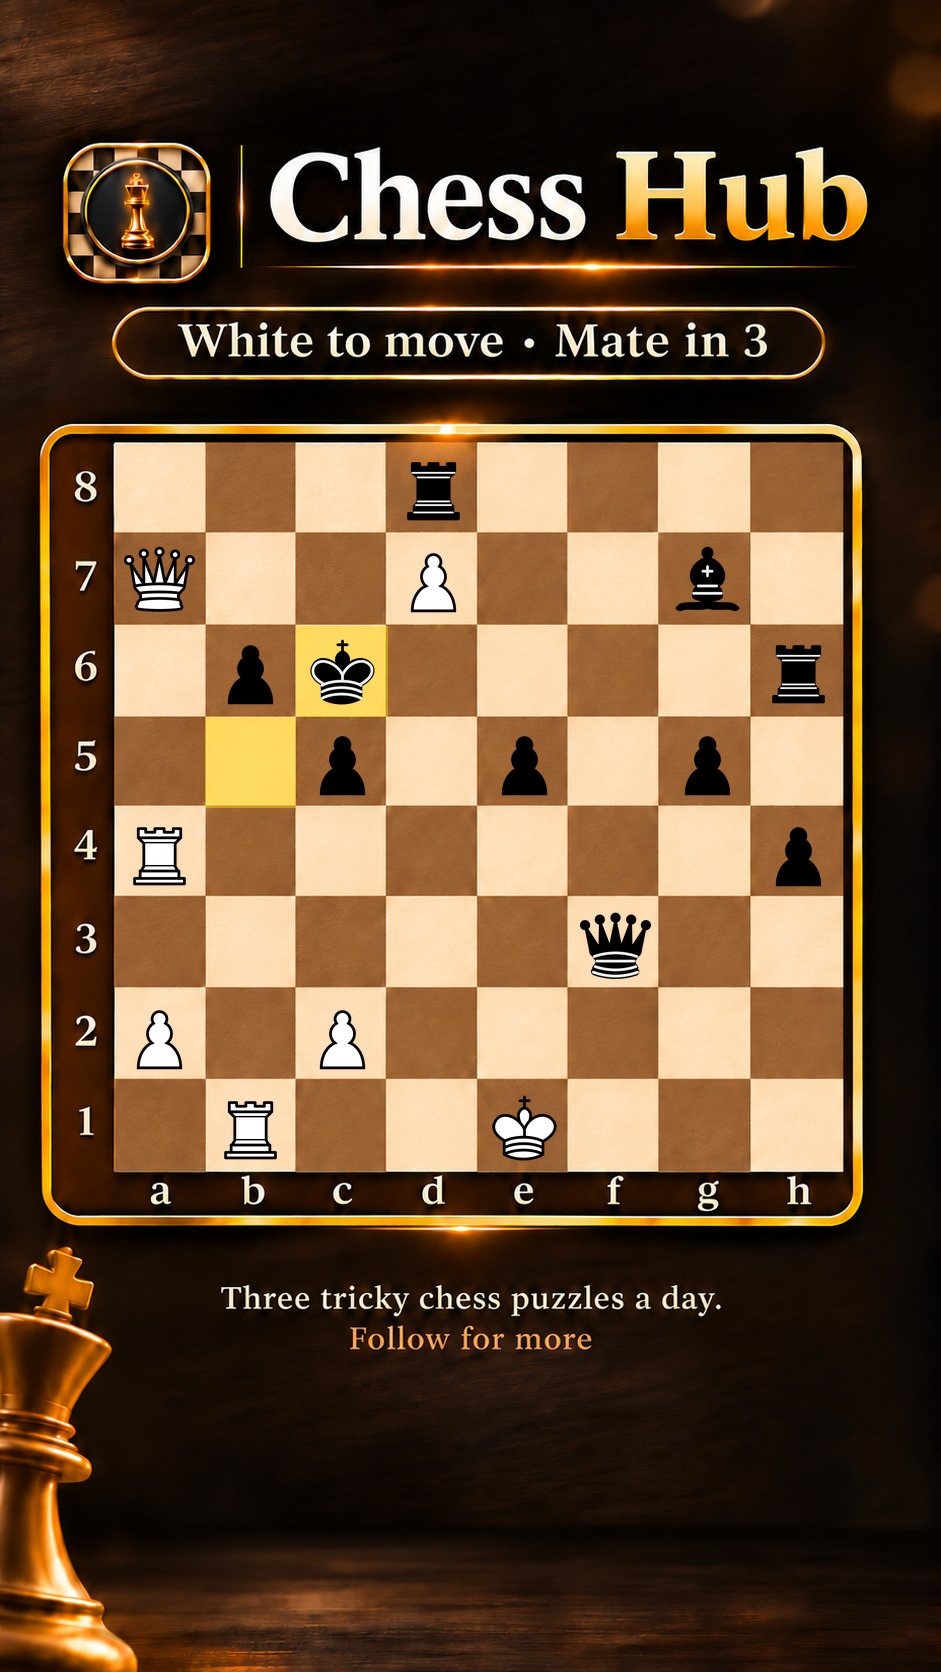 Chess Hub
White to move • Mate in 3
8
7
6
5
4
3
2
1
a b c d e f g h
Three tricky chess puzzles a day.
Follow for more